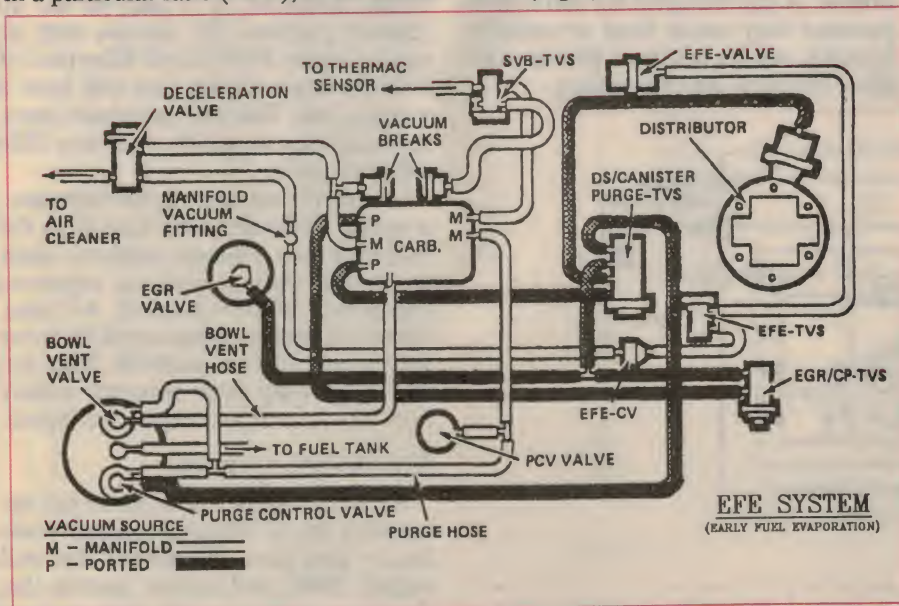 TO THERMAC
SENSOR
SVB-TVS
EFE-VALVE
DECELERATION
VALVE
VACUUM
BREAKS
DISTRIBUTOR
DS/CANISTER
PURGE-TVS
TO
AIR
CLEANER
MANIFOLD
VACUUM
FITTING
P
M
P
CARB.
M
M
EGR
VALVE
EFE-TVS
BOWL
VENT
VALVE
BOWL
VENT
HOSE
EFE-CV
EGR/CP-TVS
TO FUEL TANK
PCV VALVE
PURGE CONTROL VALVE
PURGE HOSE
VACUUM SOURCE
M – MANIFOLD
P – PORTED
EFE SYSTEM
(EARLY FUEL EVAPORATION)